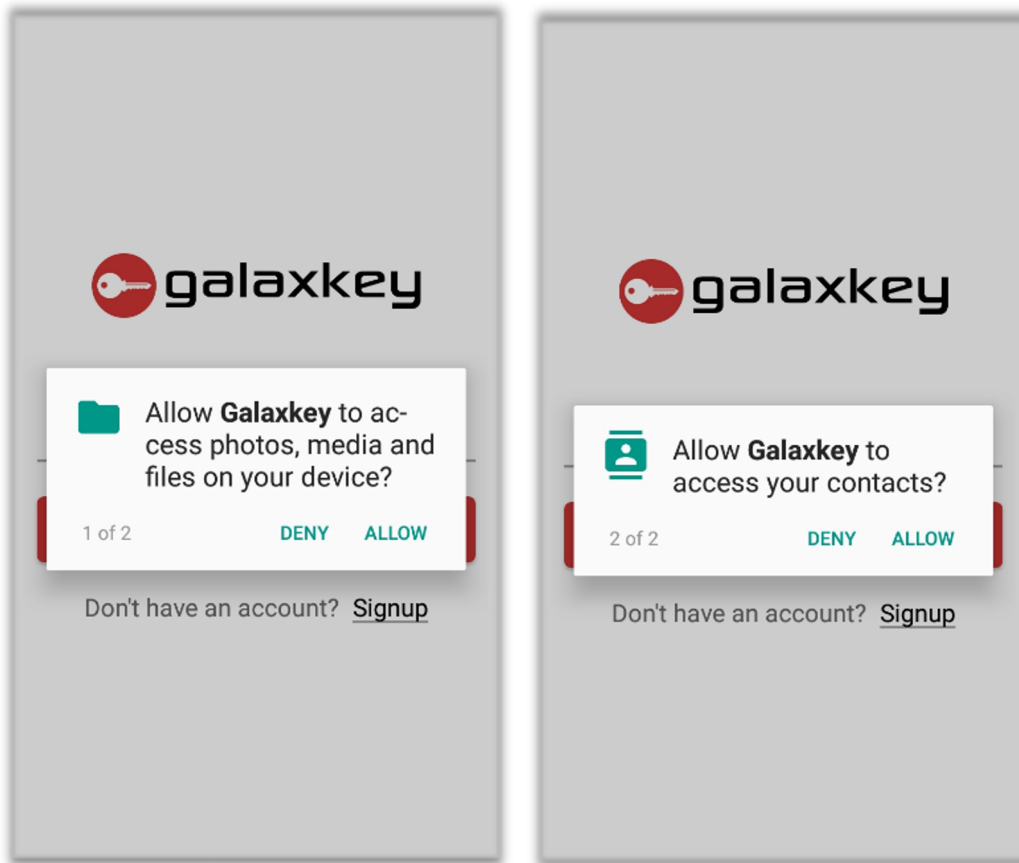 galaxkey
Allow Galaxkey to ac-
cess photos, media and
files on your device?
1 of 2 DENY ALLOW
Don't have an account? Signup
galaxkey
Allow Galaxkey to
access your contacts?
2 of 2 DENY ALLOW
Don't have an account? Signup